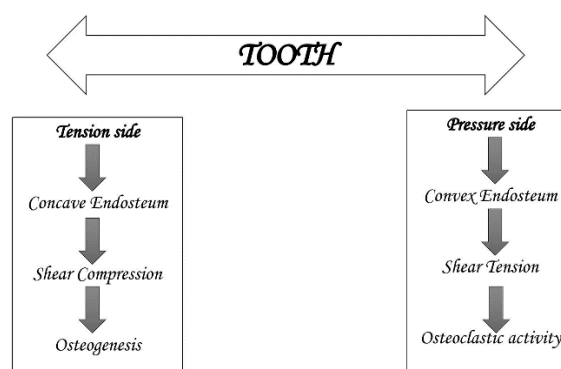 TOOTH
Tension side
Concave Endosteum
Shear Compression
Osteogenesis
Pressure side
Convex Endosteum
Shear Tension
Osteoclastic activity